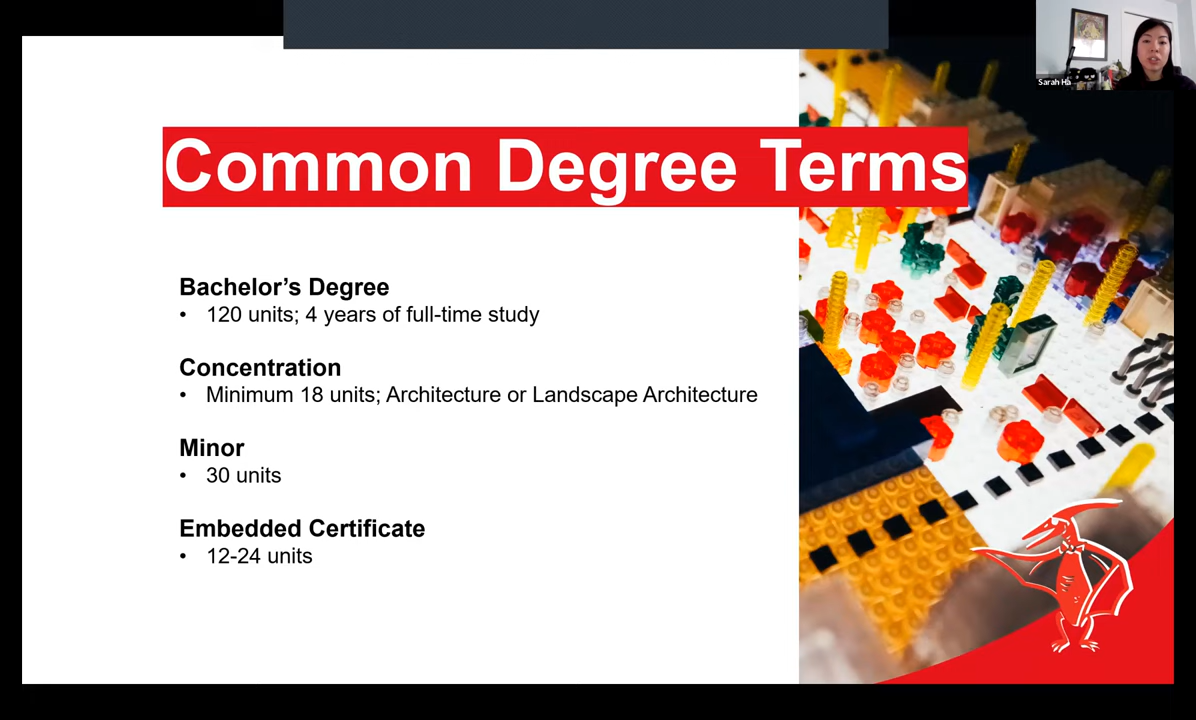 Sarah Ha
Common Degree Terms
Bachelor’s Degree
• 120 units; 4 years of full-time study
Concentration
• Minimum 18 units; Architecture or Landscape Architecture
Minor
• 30 units
Embedded Certificate
• 12-24 units